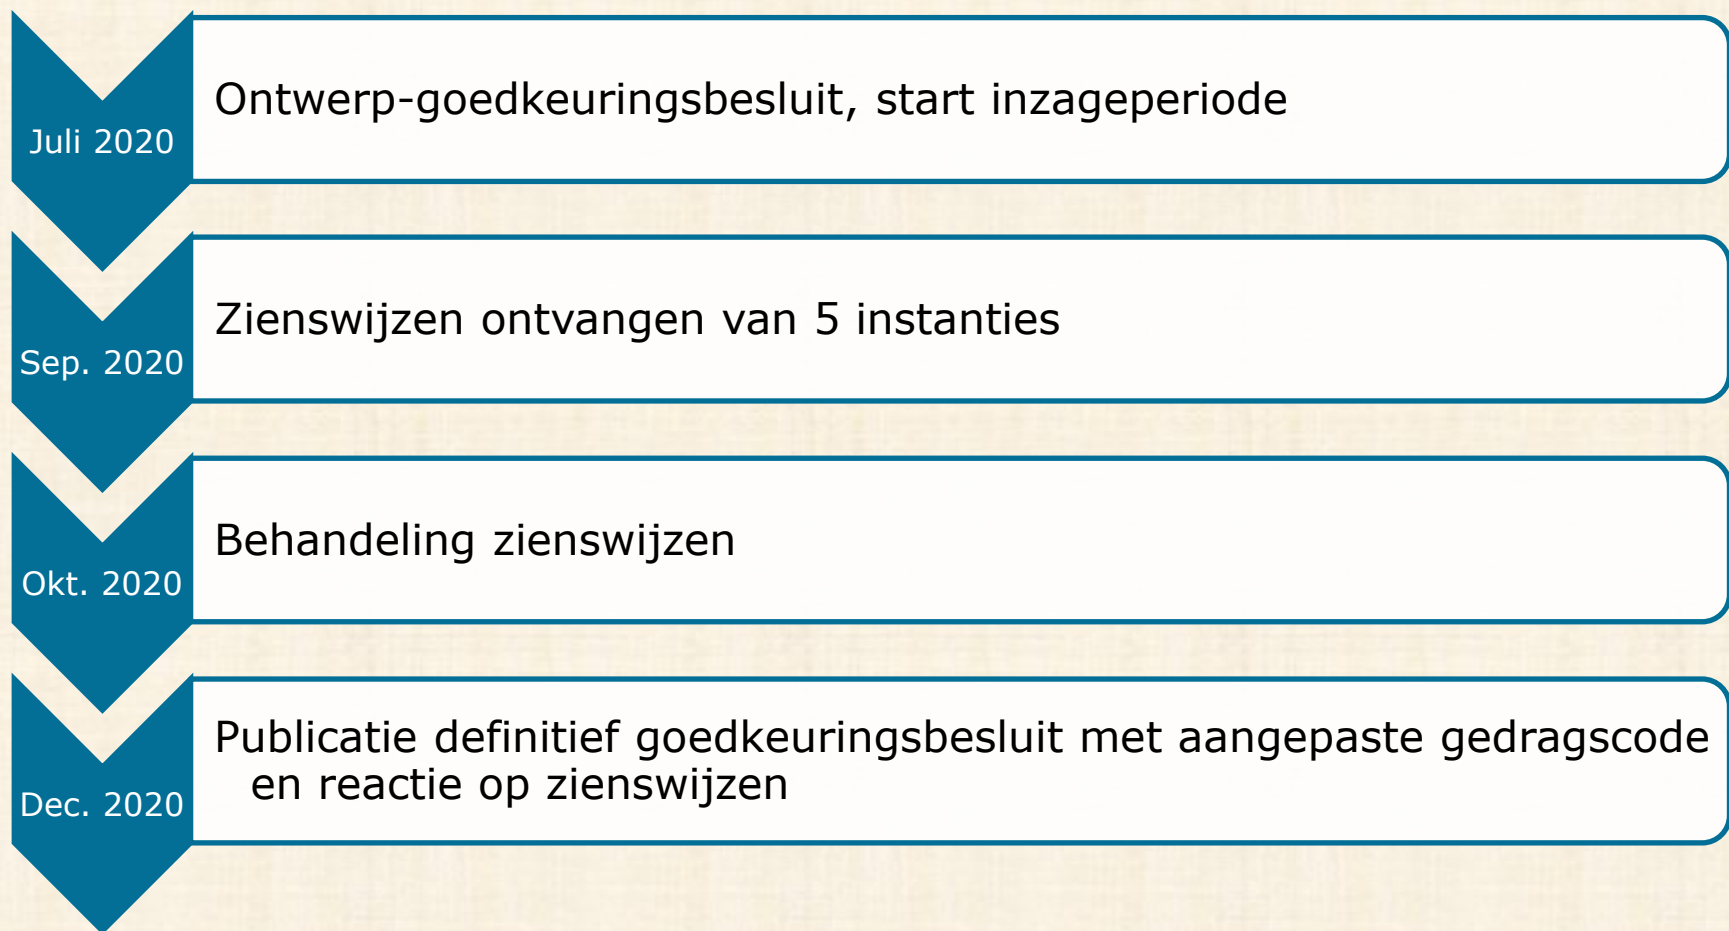 Juli 2020
Ontwerp-goedkeuringsbesluit, start inzageperiode
Sep. 2020
Zienswijzen ontvangen van 5 instanties
Okt. 2020
Behandeling zienswijzen
Dec. 2020
Publicatie definitief goedkeuringsbesluit met aangepaste gedragscode
en reactie op zienswijzen